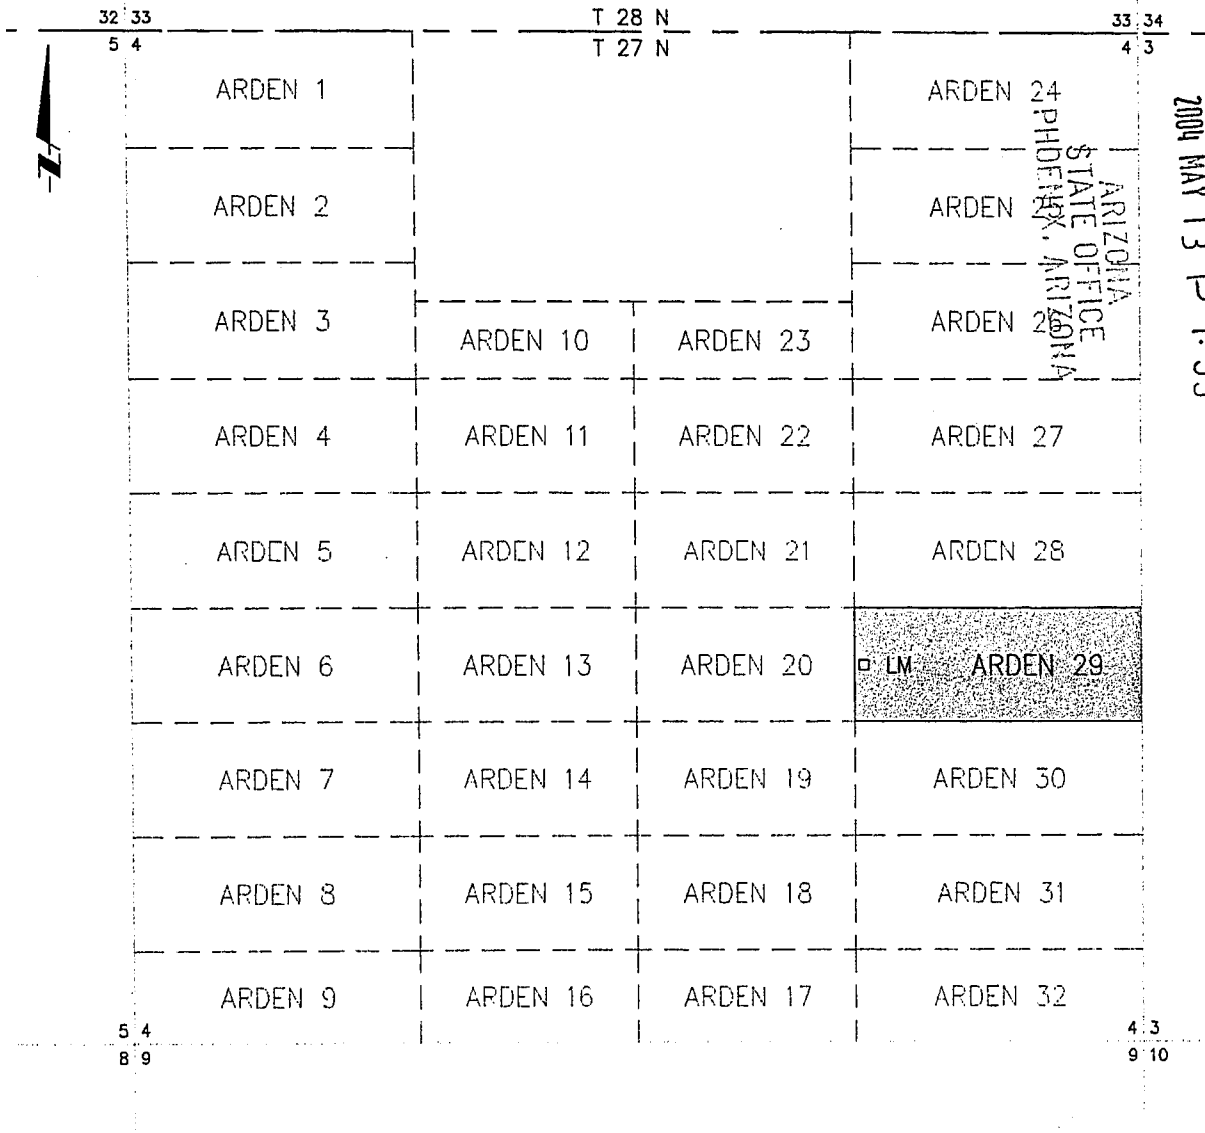 32 33 T 28 N 33 34
5 4 T 27 N 4 3
ARDEN 1 ARDEN 24
ARDEN 2 ARDEN
ARDEN 3 ARDEN 26
ARDEN 10 ARDEN 23
ARDEN 4 ARDEN 11 ARDEN 22 ARDEN 27
ARDEN 5 ARDEN 12 ARDEN 21 ARDEN 28
ARDEN 6 ARDEN 13 ARDEN 20 LM ARDEN 29
ARDEN 7 ARDEN 14 ARDEN 19 ARDEN 30
ARDEN 8 ARDEN 15 ARDEN 18 ARDEN 31
ARDEN 9 ARDEN 16 ARDEN 17 ARDEN 32
5 4 4 3
8 9 9 10
Z
2004 MAY 13 P
ARIZONA
STATE OFFICE
PHOENIX, ARIZONA